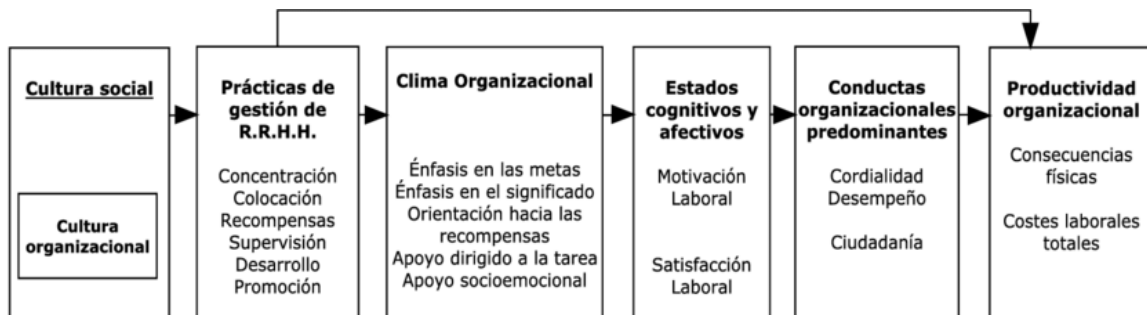 Cultura social
Cultura
organizacional
Prácticas de
gestión de
R.R.H.H.
Concentración
Colocación
Recompensas
Supervisión
Desarrollo
Promoción
Clima Organizacional
Énfasis en las metas
Énfasis en el significado
Orientación hacia las
recompensas
Apoyo dirigido a la tarea
Apoyo socioemocional
Estados
cognitivos y
afectivos
Motivación
Laboral
Satisfacción
Laboral
Conductas
organizacionales
predominantes
Cordialidad
Desempeño
Ciudadanía
Productividad
organizacional
Consecuencias
físicas
Costes laborales
totales